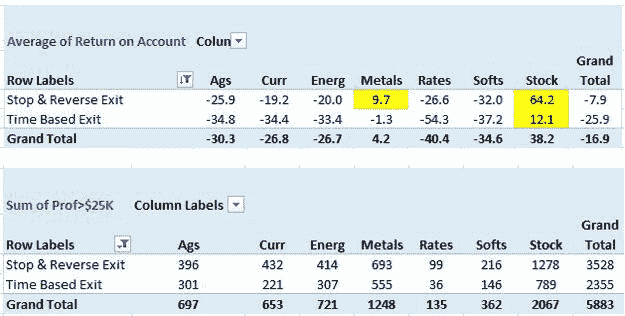 Average of Return on Account Colun
Grand
Row Labels Ags Curr Energ Metals Rates Softs Stock Total
Stop & Reverse Exit -25.9 -19.2 -20.0 9.7 -26.6 -32.0 64.2 -7.9
Time Based Exit -34.8 -34.4 -33.4 -1.3 -54.3 -37.2 12.1 -25.9
Grand Total -30.3 -26.8 -26.7 4.2 -40.4 -34.6 38.2 -16.9
Sum of Prof>$25K Column Labels
Grand
Row Labels Ags Curr Energ Metals Rates Softs Stock Total
Stop & Reverse Exit 396 432 414 693 99 216 1278 3528
Time Based Exit 301 221 307 555 36 146 789 2355
Grand Total 697 653 721 1248 135 362 2067 5883